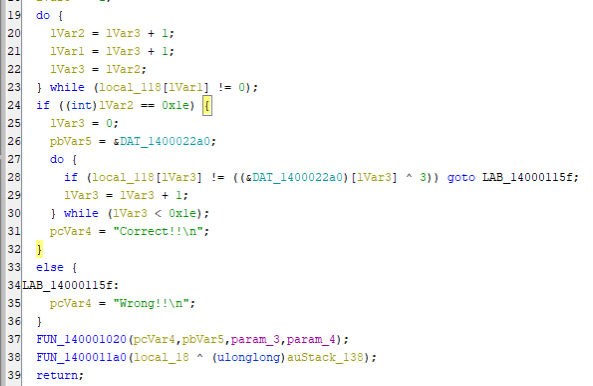 19 do {
20 lVar2 = lVar3 + 1;
21 lVar1 = lVar3 + 1;
22 lVar3 = lVar2;
23 } while (local_118[lVar1] != 0);
24 if ((int)lVar2 == 0x1e) {
25 lVar3 = 0;
26 pbVar5 = &DAT_1400022a0;
27 do {
28 if (local_118[lVar3] != ((&DAT_1400022a0)[lVar3] ^ 3)) goto LAB_14000115f;
29 lVar3 = lVar3 + 1;
30 } while (lVar3 < 0x1e);
31 pcVar4 = "Correct!!\n";
32 }
33 else {
34 LAB_14000115f:
35 pcVar4 = "Wrong!!\n";
36 }
37 FUN_140001020(pcVar4,pbVar5,param_3,param_4);
38 FUN_1400011a0(local_18 ^ (ulonglong)auStack_138);
39 return;